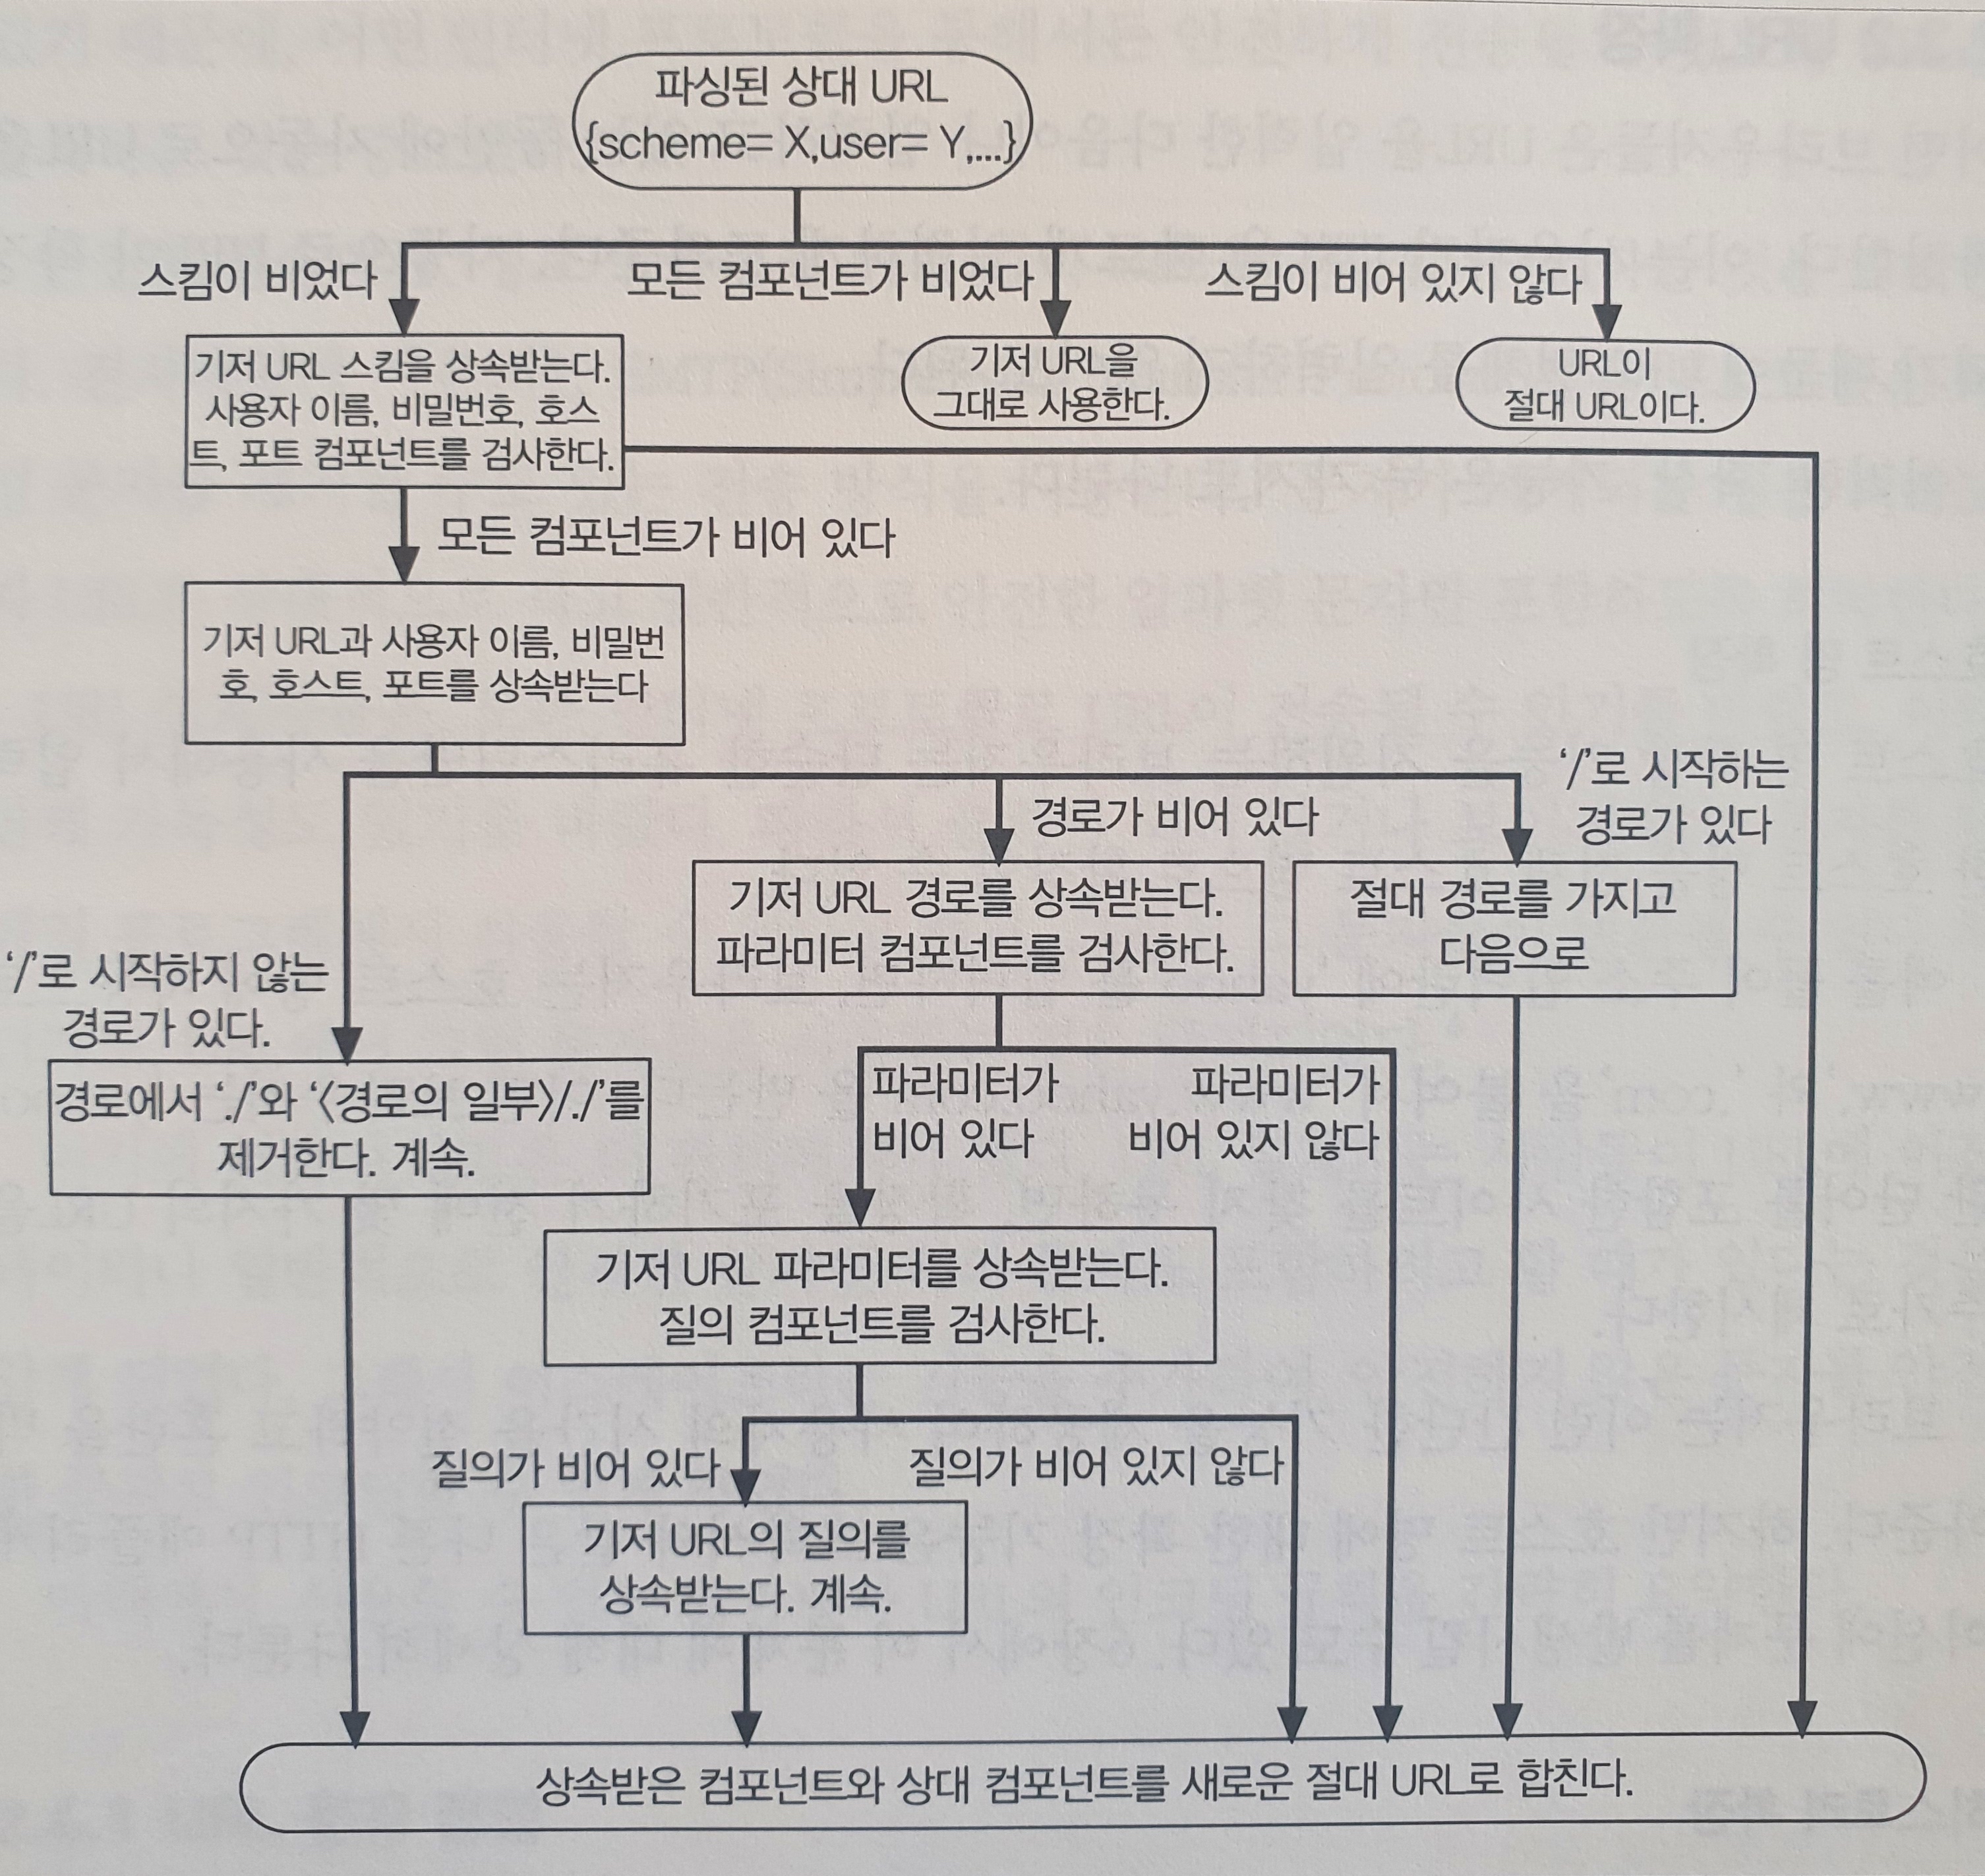 파싱된 상대 URL
{scheme= X,user= Y,...}
스킴이 비었다
모든 컴포넌트가 비었다
스킴이 비어 있지 않다
기저 URL 스킴을 상속받는다.
사용자 이름, 비밀번호, 호스
트, 포트 컴포넌트를 검사한다.
기저 URL을
그대로 사용한다.
URL이
절대 URL이다.
모든 컴포넌트가 비어 있다
기저 URL과 사용자 이름, 비밀번
호, 호스트, 포트를 상속받는다
‘/’로 시작하지 않는
경로가 있다.
경로가 비어 있다
‘/’로 시작하는
경로가 있다
경로에서 ‘./’와 ‘〈경로의 일부〉/./’를
제거한다. 계속.
기저 URL 경로를 상속받는다.
파라미터 컴포넌트를 검사한다.
절대 경로를 가지고
다음으로
파라미터가
비어 있다
파라미터가
비어 있지 않다
기저 URL 파라미터를 상속받는다.
질의 컴포넌트를 검사한다.
질의가 비어 있다
질의가 비어 있지 않다
기저 URL의 질의를
상속받는다. 계속.
상속받은 컴포넌트와 상대 컴포넌트를 새로운 절대 URL로 합친다.